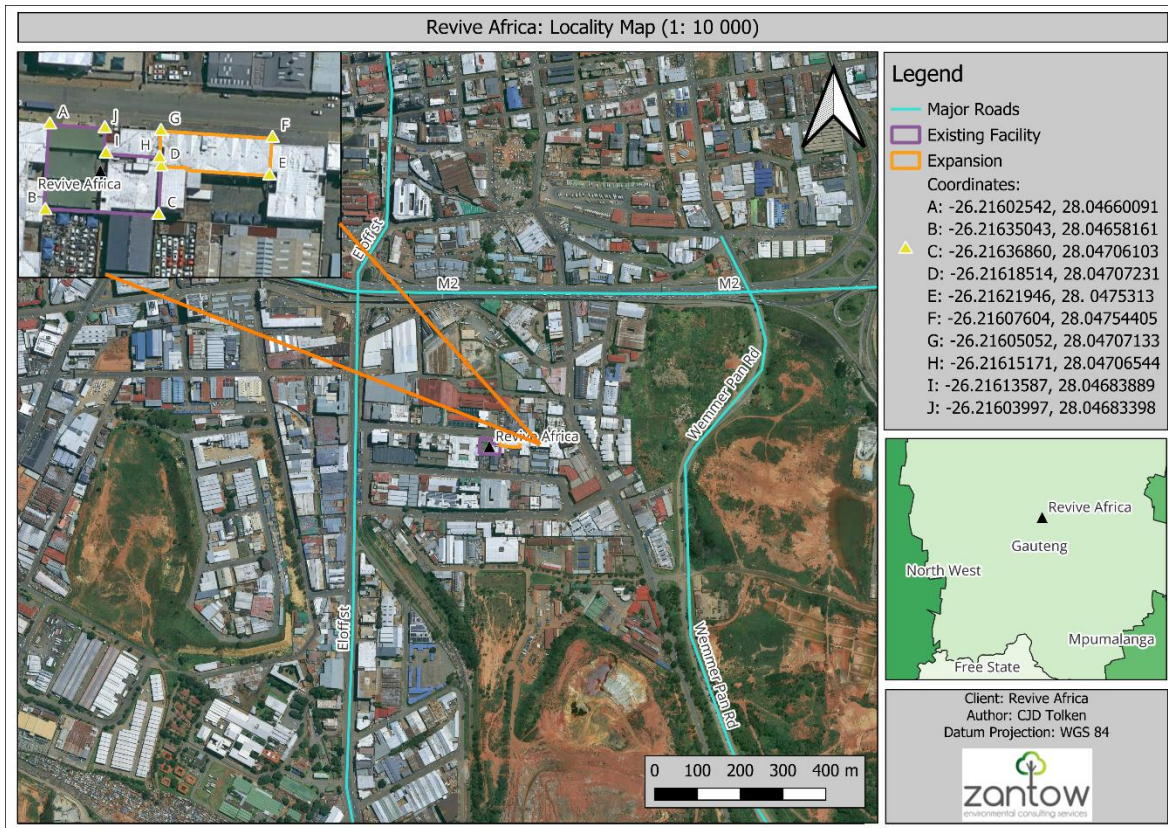 Revive Africa: Locality Map (1: 10 000)
A
J
G
F
I
H
D
E
Revive Africa
B
C
Eloff st
M2
M2
Wemmer Pan Rd
Revive Africa
Eloff st
Wemmer Pan Rd
0 100 200 300 400 m
Legend
Major Roads
Existing Facility
Expansion
Coordinates:
A: -26.21602542, 28.04660091
B: -26.21635043, 28.04658161
C: -26.21636860, 28.04706103
D: -26.21618514, 28.04707231
E: -26.21621946, 28. 0475313
F: -26.21607604, 28.04754405
G: -26.21605052, 28.04707133
H: -26.21615171, 28.04706544
I: -26.21613587, 28.04683889
J: -26.21603997, 28.04683398
Revive Africa
Gauteng
North West
Mpumalanga
Free State
Client: Revive Africa
Author: CJD Tolken
Datum Projection: WGS 84
zantow
environmental consulting services